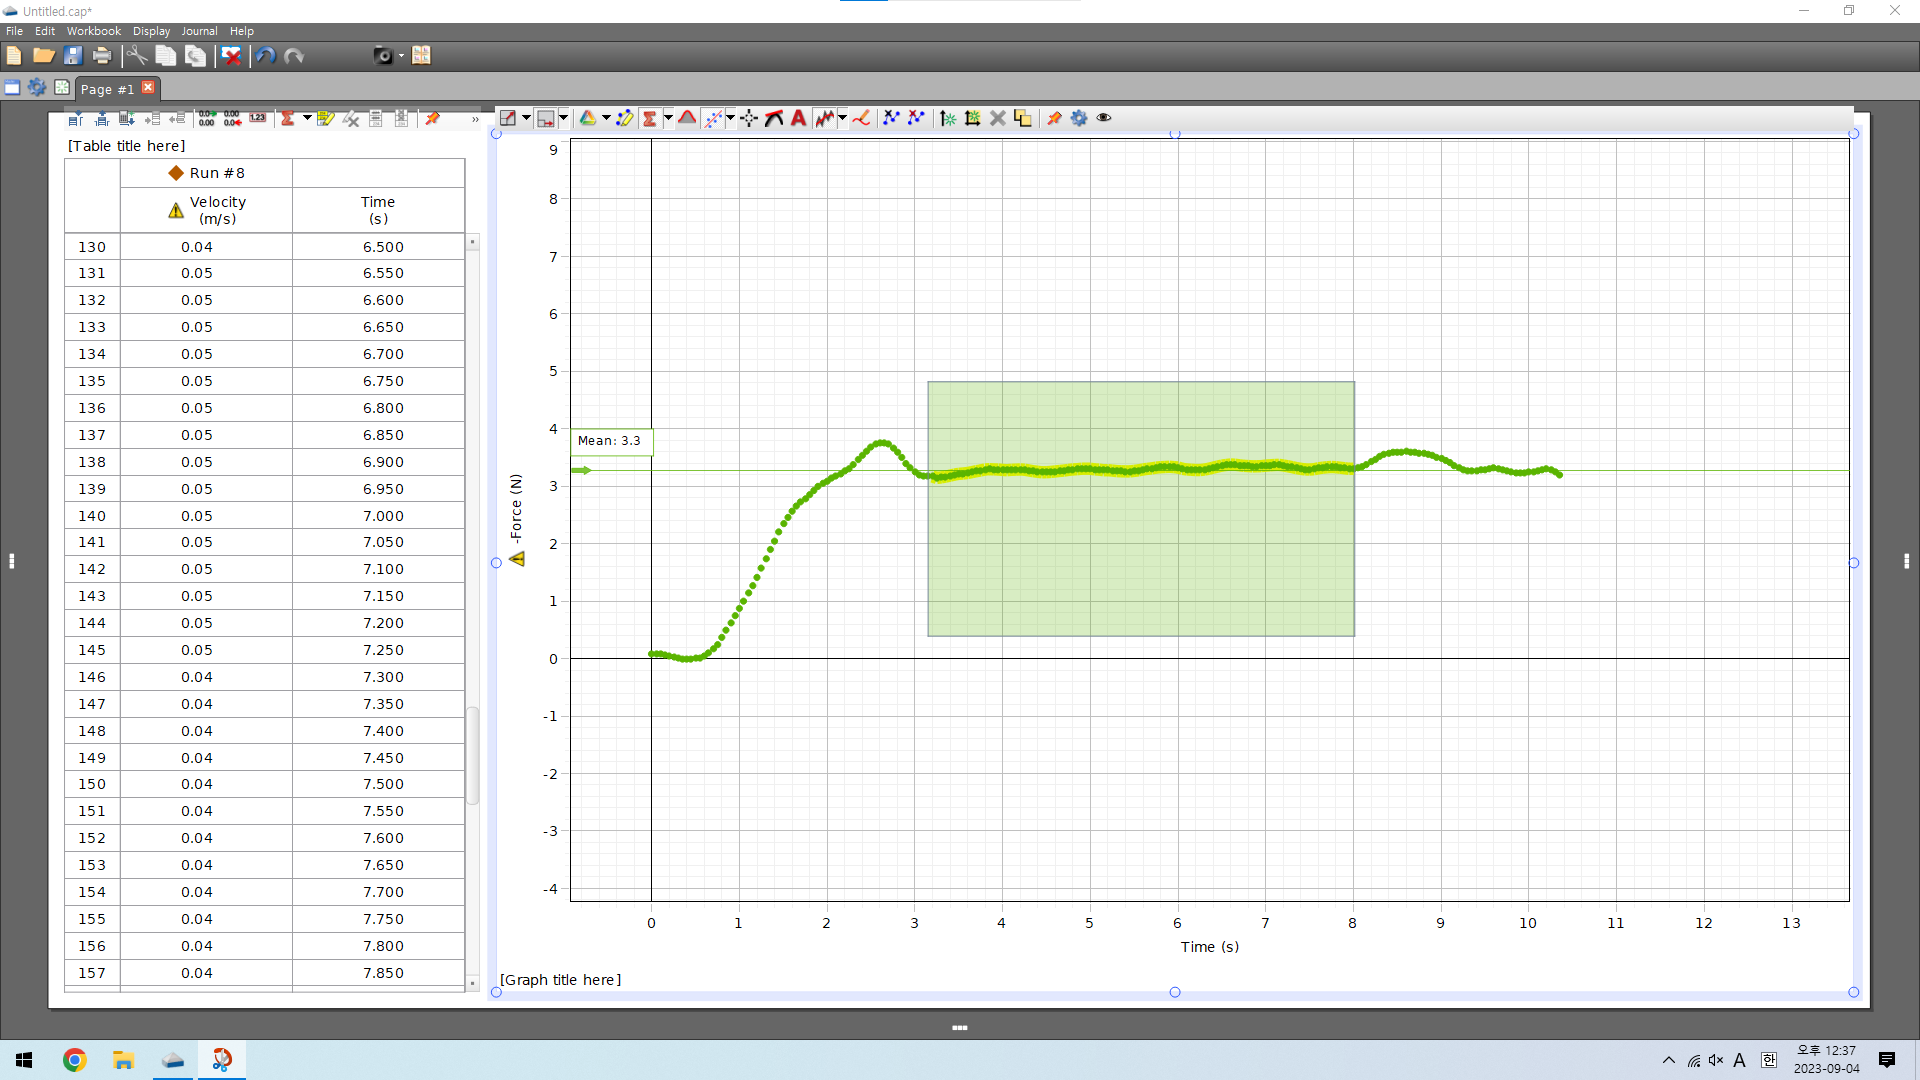 Untitled.cap*
File Edit Workbook Display Journal Help
Page #1
[Table title here]
Run #8
Velocity (m/s) Time (s)
130 0.04 6.500
131 0.05 6.550
132 0.05 6.600
133 0.05 6.650
134 0.05 6.700
135 0.05 6.750
136 0.05 6.800
137 0.05 6.850
138 0.05 6.900
139 0.05 6.950
140 0.05 7.000
141 0.05 7.050
142 0.05 7.100
143 0.05 7.150
144 0.05 7.200
145 0.05 7.250
146 0.04 7.300
147 0.04 7.350
148 0.04 7.400
149 0.04 7.450
150 0.04 7.500
151 0.04 7.550
152 0.04 7.600
153 0.04 7.650
154 0.04 7.700
155 0.04 7.750
156 0.04 7.800
157 0.04 7.850
9
8
7
6
5
4
3
2
1
0
-1
-2
-3
-4
-Force (N)
Mean: 3.3
0 1 2 3 4 5 6 7 8 9 10 11 12 13
Time (s)
[Graph title here]
A 한 오후 12:37
2023-09-04